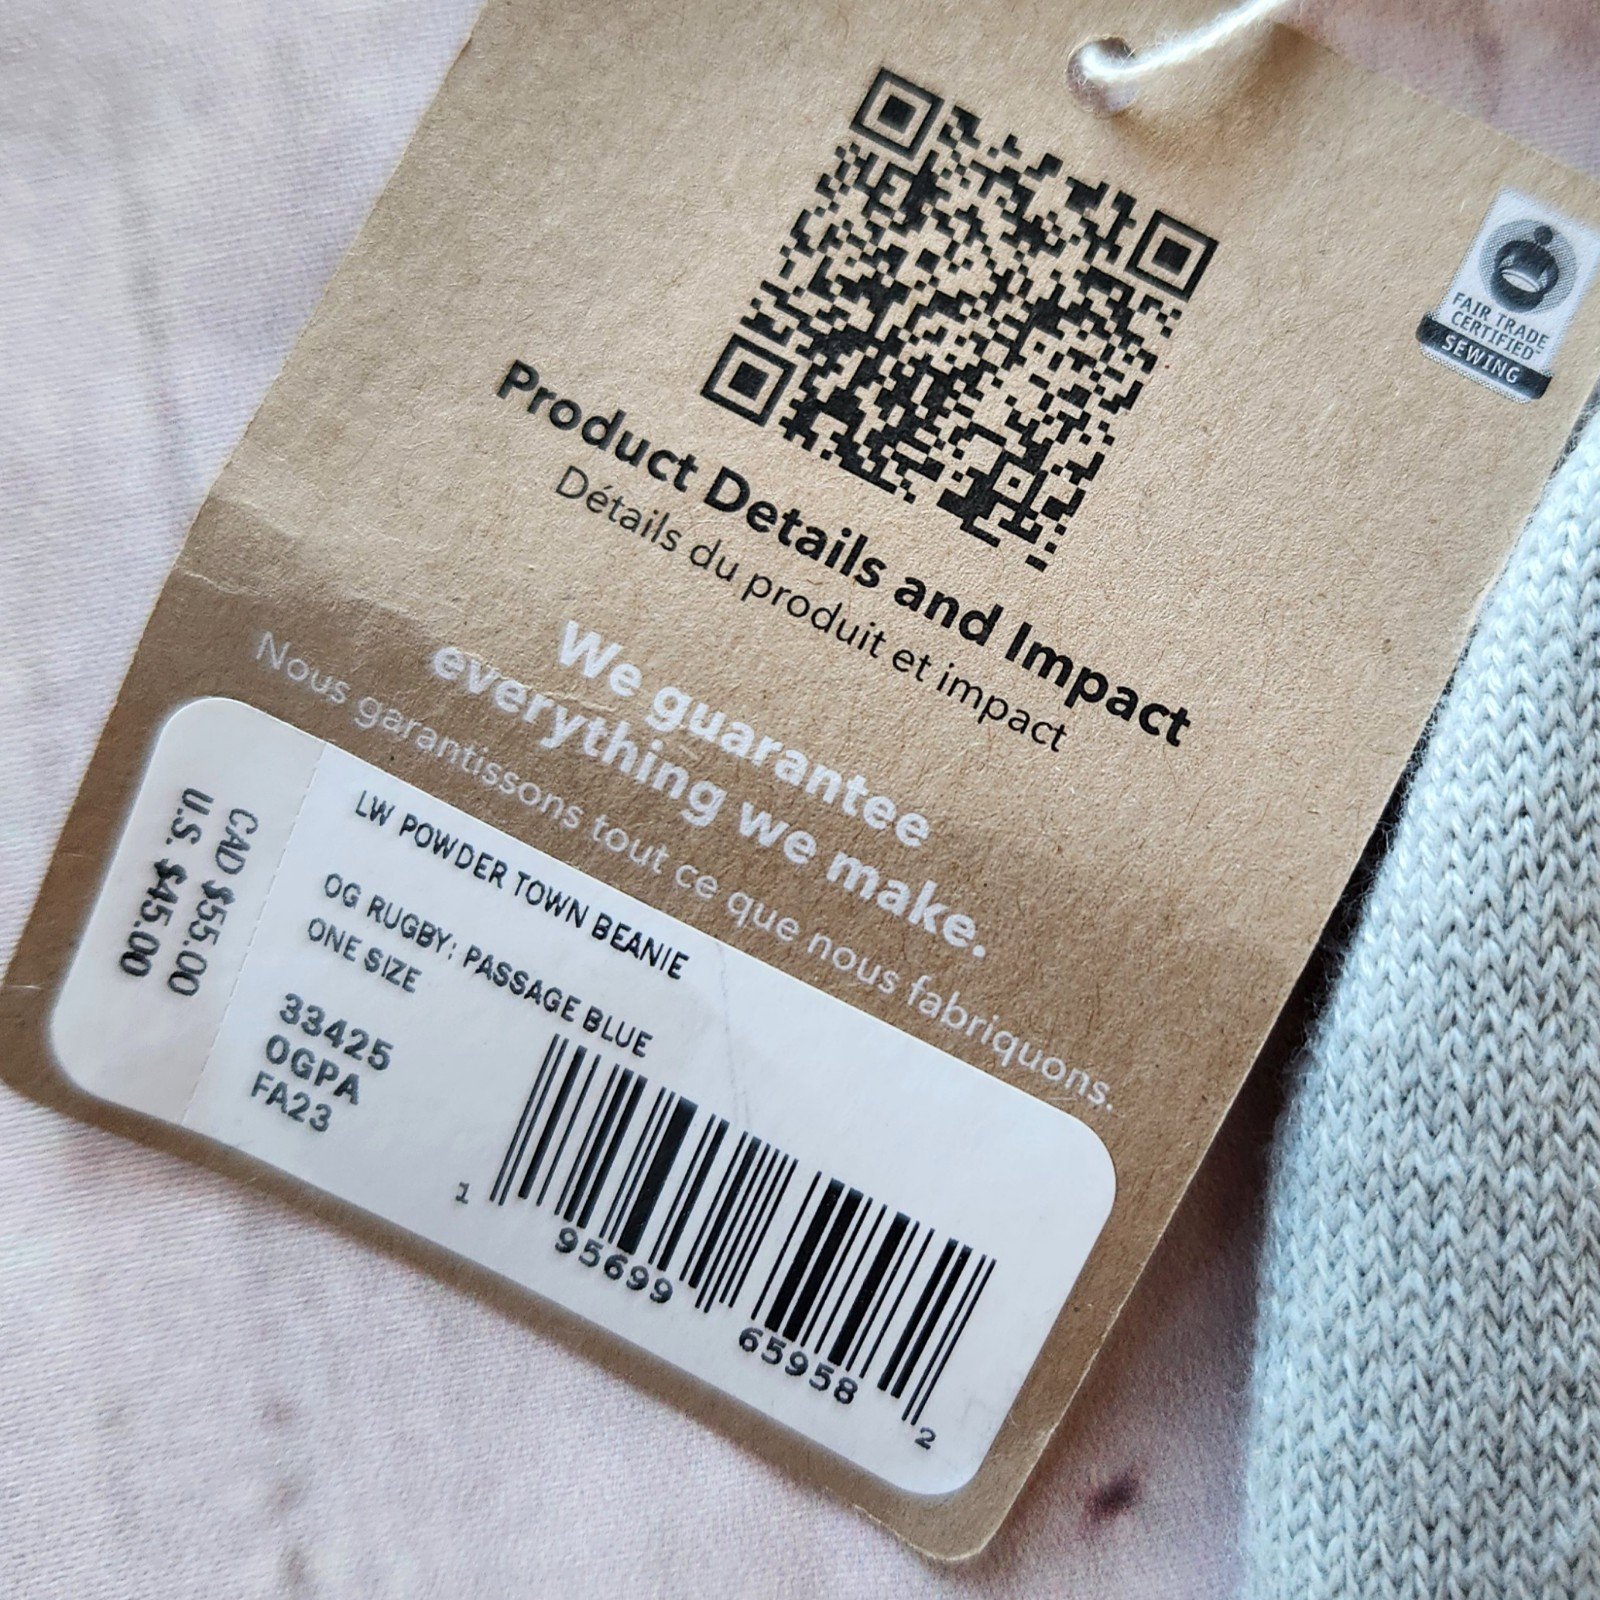 FAIR TRADE
CERTIFIED™
SEWING
Product Details and Impact
Détails du produit et impact
We guarantee
everything we make.
Nous garantissons tout ce que nous fabriquons.
CAD $55.00
U.S. $45.00
LW POWDER TOWN BEANIE
OG RUGBY: PASSAGE BLUE
ONE SIZE
33425
OGPA
FA23
1 95699 65958 2